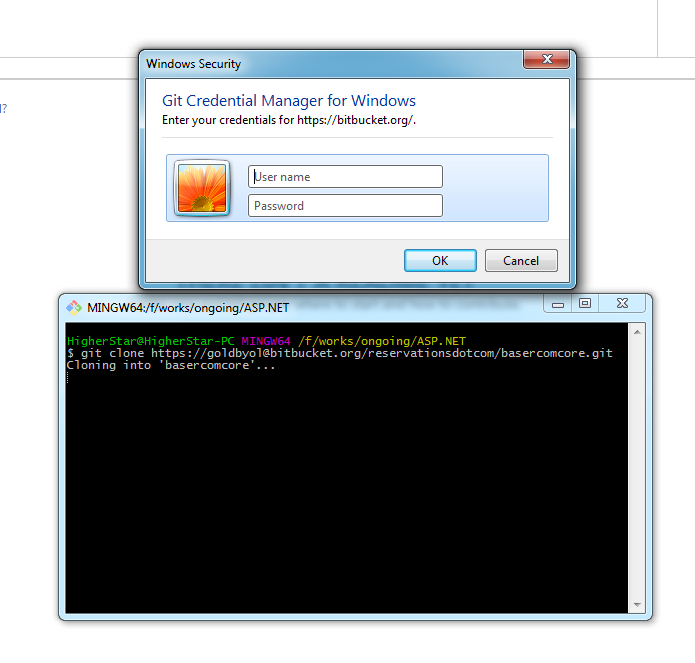 ?
Windows Security
Git Credential Manager for Windows
Enter your credentials for https://bitbucket.org/.
User name
Password
OK
Cancel
MINGW64:/f/works/ongoing/ASP.NET
HigherStar@HigherStar-PC MINGW64 /f/works/ongoing/ASP.NET
$ git clone https://goldbyol@bitbucket.org/reservationsdotcom/basercomcore.git
Cloning into 'basercomcore'...